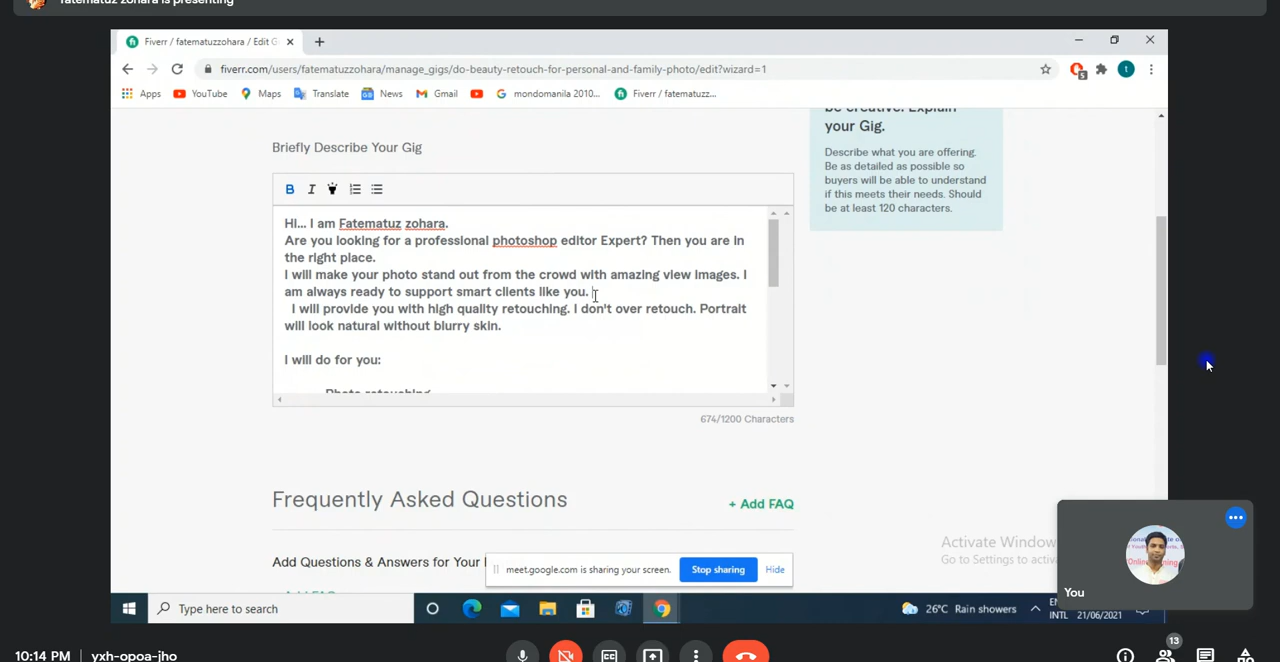 fatematuz zohara is presenting
Fiverr / fatematuzzohara / Edit G
fiverr.com/users/fatematuzzohara/manage_gigs/do-beauty-retouch-for-personal-and-family-photo/edit?wizard=1
5
t
Apps YouTube Maps Translate News Gmail mondomanila 2010... Fiverr / fatematuzz...
be creative. Explain
your Gig.
Describe what you are offering.
Be as detailed as possible so
buyers will be able to understand
if this meets their needs. Should
be at least 120 characters.
Briefly Describe Your Gig
B I
Hi... I am Fatematuz zohara.
Are you looking for a professional photoshop editor Expert? Then you are in
the right place.
I will make your photo stand out from the crowd with amazing view images. I
am always ready to support smart clients like you.
I will provide you with high quality retouching. I don't over retouch. Portrait
will look natural without blurry skin.
I will do for you:
Photo retouching
674/1200 Characters
Frequently Asked Questions
+ Add FAQ
Add Questions & Answers for Your
meet.google.com is sharing your screen.
Stop sharing
Hide
Activate Window
Go to Settings to activ
You
Type here to search
26°C Rain showers
INTL 21/06/2021
10:14 PM | yxh-opoa-jho
13